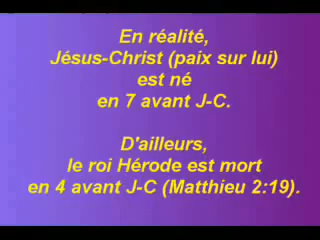 En réalité,
Jésus-Christ (paix sur lui)
est né
en 7 avant J-C.
D'ailleurs,
le roi Hérode est mort
en 4 avant J-C (Matthieu 2:19).